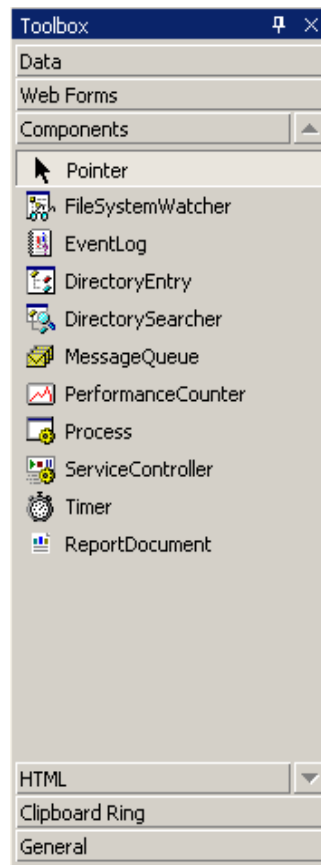 Toolbox
Data
Web Forms
Components
Pointer
FileSystemWatcher
EventLog
DirectoryEntry
DirectorySearcher
MessageQueue
PerformanceCounter
Process
ServiceController
Timer
ReportDocument
HTML
Clipboard Ring
General